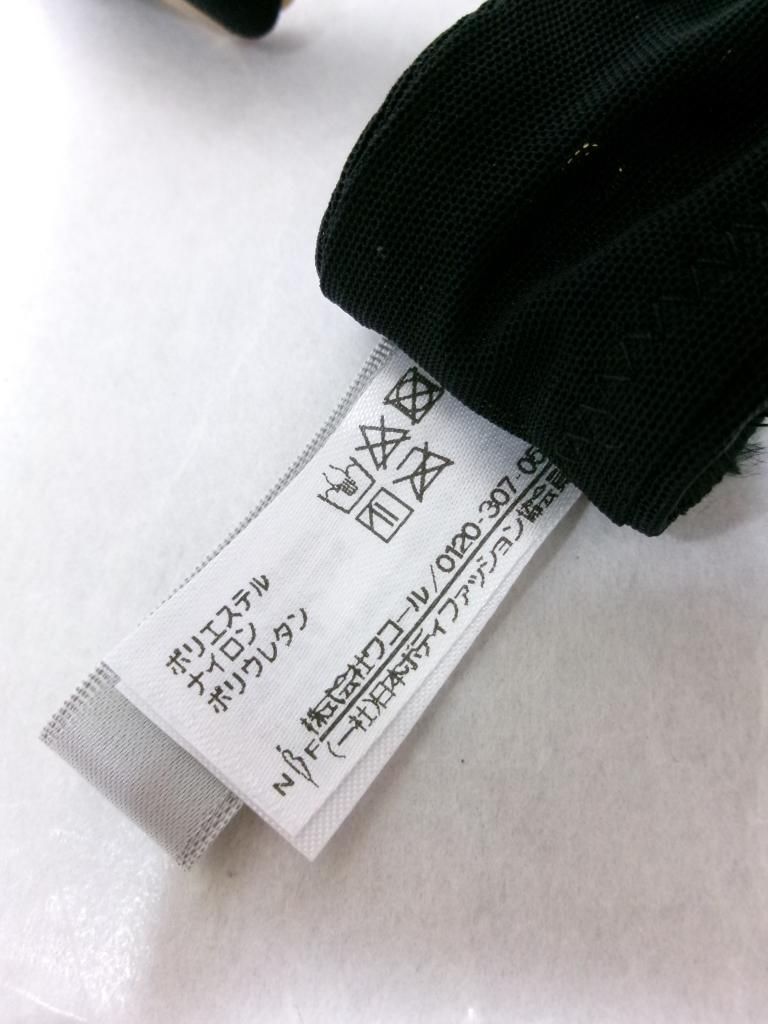 ポリエステル
ナイロン
ポリウレタン
株式会社ワコール/0120-307-05
NBF
(一社)日本ボディファッション協会員